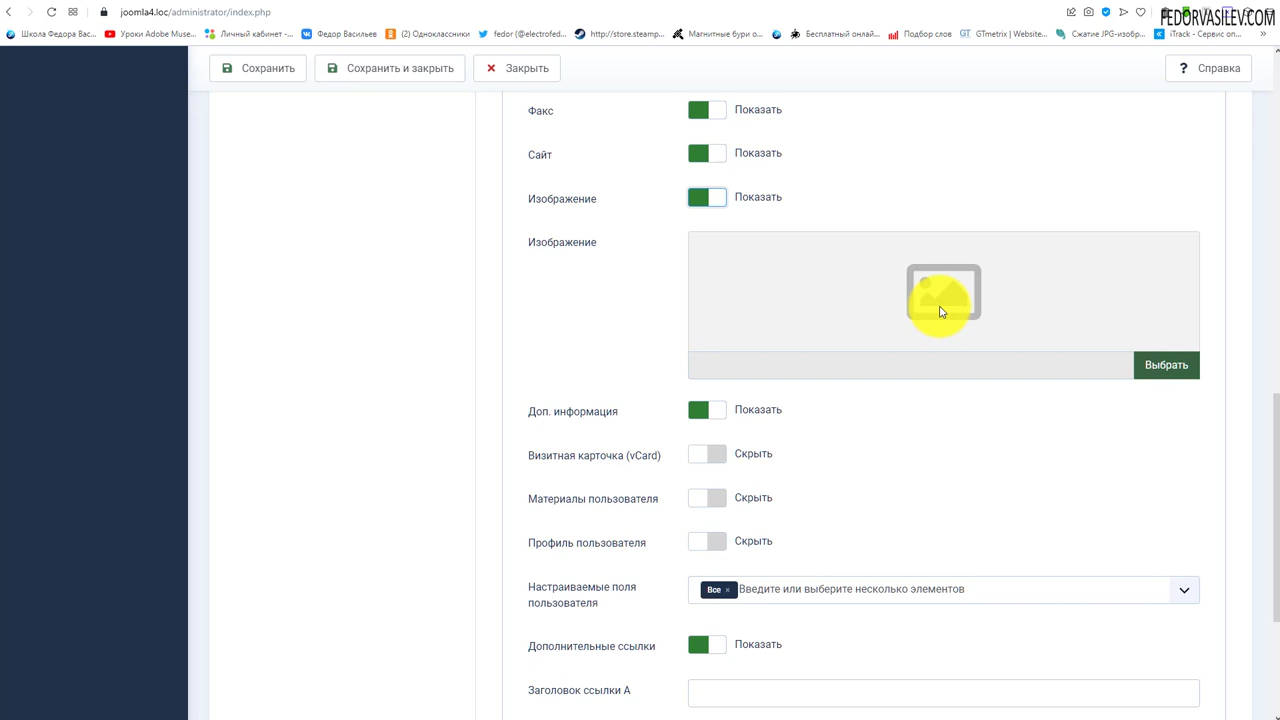 joomla4.loc/administrator/index.php
FEDORVASILEV.COM
Школа Федора Вас...
Уроки Adobe Muse...
Личный кабинет -...
Федор Васильев
(2) Одноклассники
fedor (@electrofed...
http://store.steamp...
Магнитные бури о...
Бесплатный онлай...
Подбор слов
GT
GTmetrix | Website...
Сжатие JPG-изобр...
iTrack - Сервис оп...
»
Сохранить
Сохранить и закрыть
Закрыть
? Справка
Факс
Показать
Сайт
Показать
Изображение
Показать
Изображение
Выбрать
Доп. информация
Показать
Визитная карточка (vCard)
Скрыть
Материалы пользователя
Скрыть
Профиль пользователя
Скрыть
Настраиваемые поля
пользователя
Все × Введите или выберите несколько элементов
Дополнительные ссылки
Показать
Заголовок ссылки A